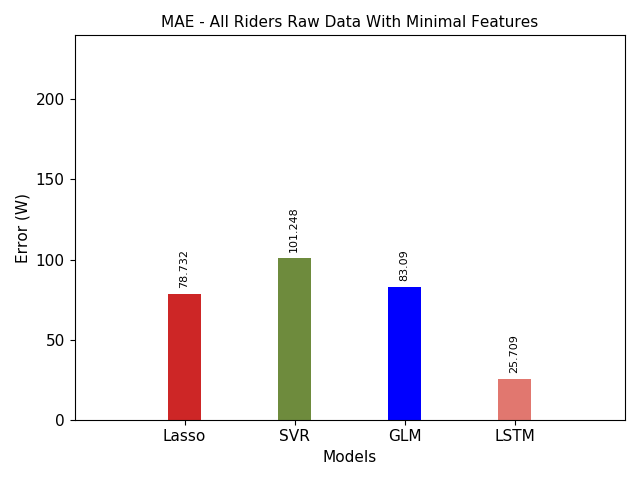 MAE - All Riders Raw Data With Minimal Features
Error (W)
200
150
100
50
0
78.732
101.248
83.09
25.709
Lasso
SVR
GLM
LSTM
Models